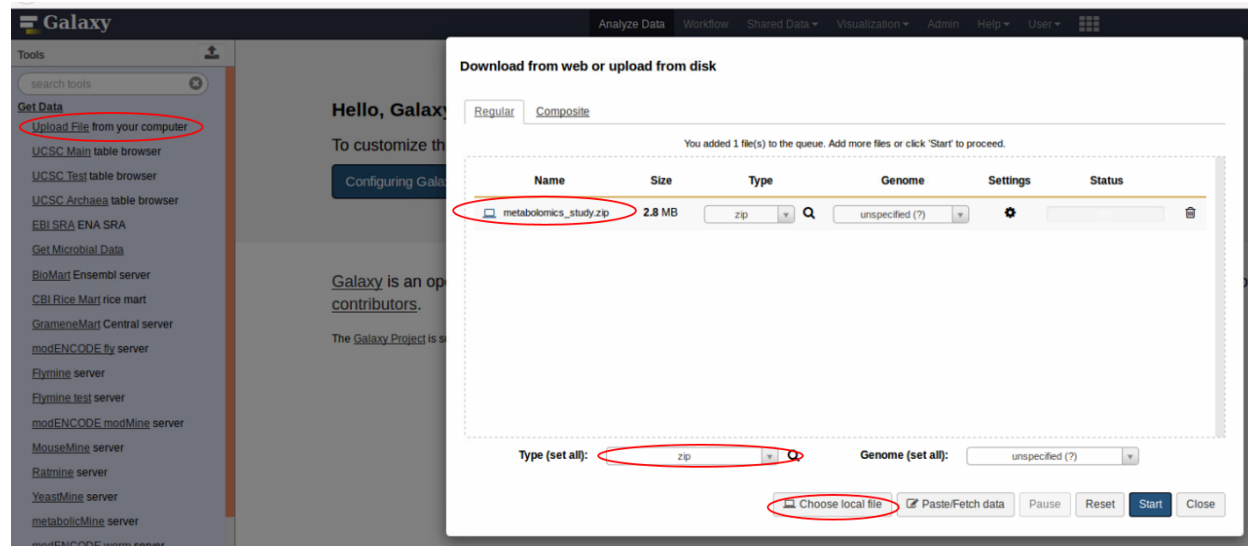 Galaxy
Analyze Data Workflow Shared Data Visualization Admin Help User
Tools
search tools
Get Data
Upload File from your computer
UCSC Main table browser
UCSC Test table browser
UCSC Archaea table browser
EBI SRA ENA SRA
Get Microbial Data
BioMart Ensembl server
CBI Rice Mart rice mart
GrameneMart Central server
modENCODE fly server
Flymine server
Flymine test server
modENCODE modMine server
MouseMine server
Ratmine server
YeastMine server
metabolicMine server
modENCODE worm server
Hello, Galaxy
To customize th
Configuring Gala
Galaxy is an op
contributors.
The Galaxy Project is su
Download from web or upload from disk
Regular Composite
You added 1 file(s) to the queue. Add more files or click 'Start' to proceed.
Name Size Type Genome Settings Status
metabolomics_study.zip 2.8 MB zip unspecified (?)
Type (set all): zip Genome (set all): unspecified (?)
Choose local file Paste/Fetch data Pause Reset Start Close